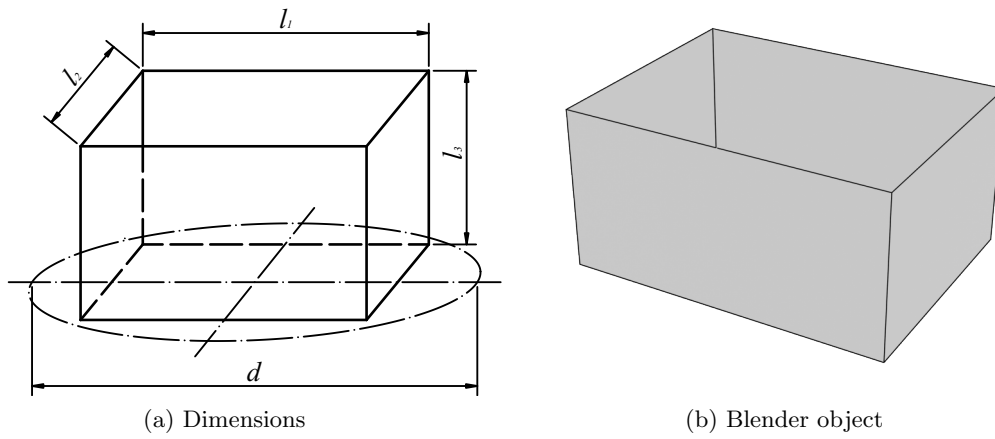 l₁
l₂
l₃
d
(a) Dimensions
(b) Blender object